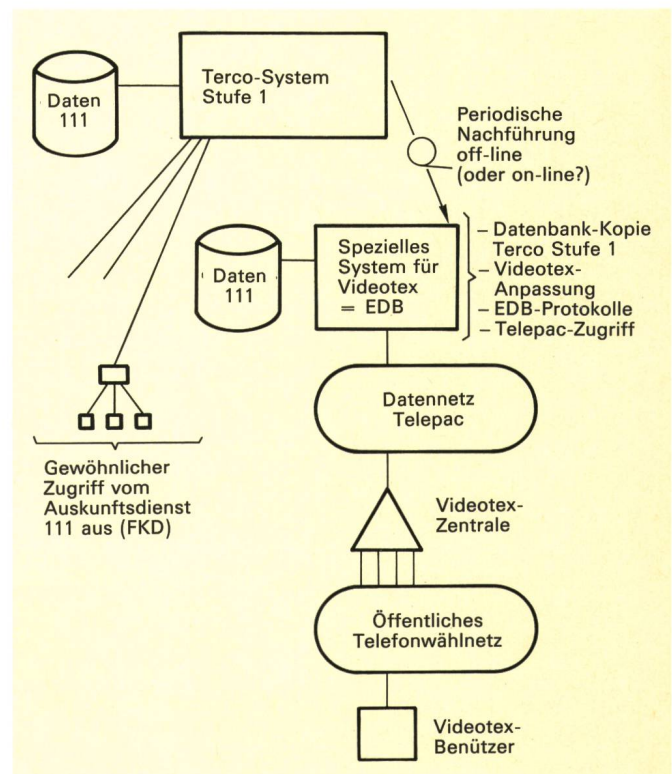 Daten
111
Terco-System
Stufe 1
Periodische
Nachführung
off-line
(oder on-line?)
Daten
111
Spezielles
System für
Videotex
= EDB
– Datenbank-Kopie
Terco Stufe 1
– Videotex-
Anpassung
– EDB-Protokolle
– Telepac-Zugriff
Datennetz
Telepac
Gewöhnlicher
Zugriff vom
Auskunftsdienst
111 aus (FKD)
Videotex-
Zentrale
Öffentliches
Telefonwählnetz
Videotex-
Benützer